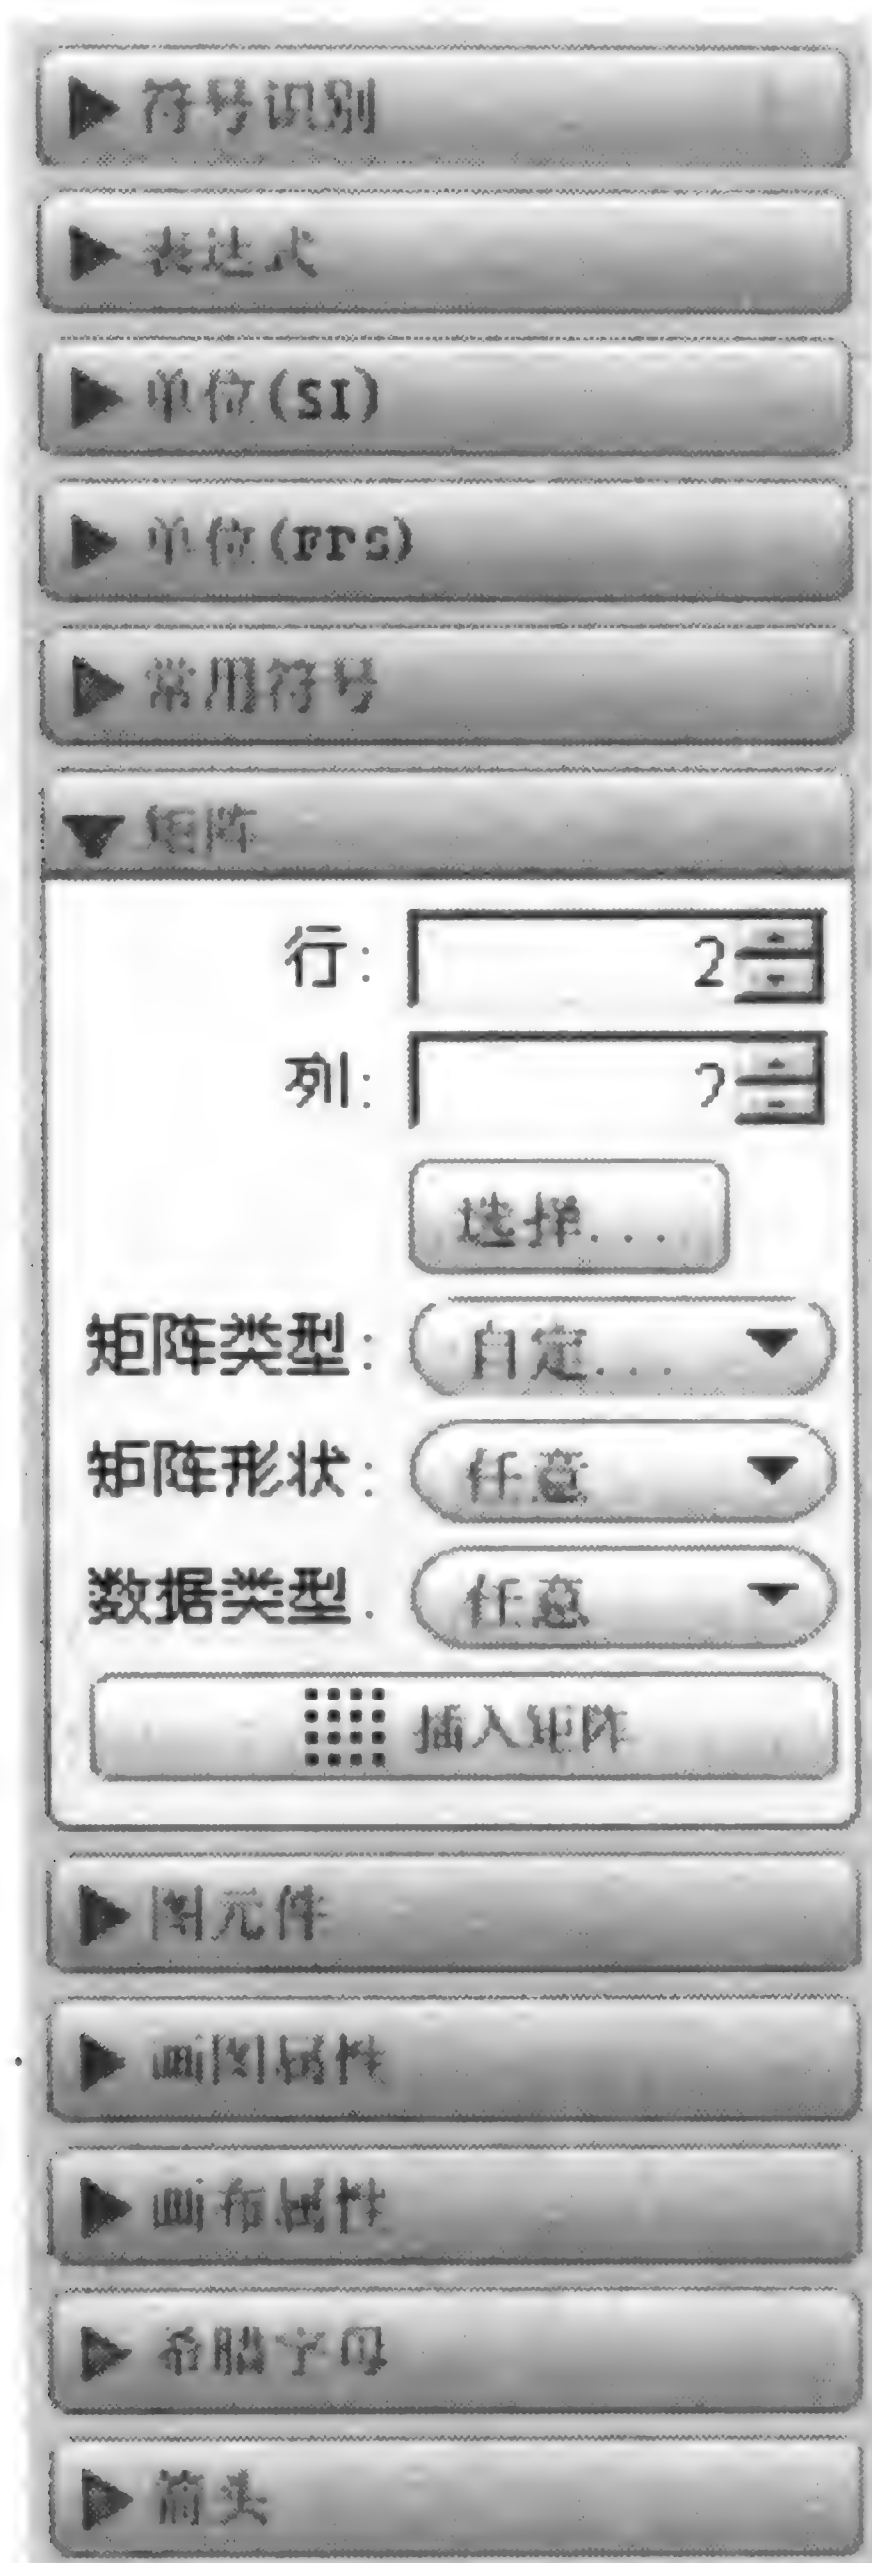 符号识别
表达式
单位(SI)
单位(FPS)
常用符号
矩阵
行: 2
列: 2
选择...
矩阵类型: 自定...
矩阵形状: 任意
数据类型: 任意
插入矩阵
图元件
画图属性
画布属性
希腊字母
箭头